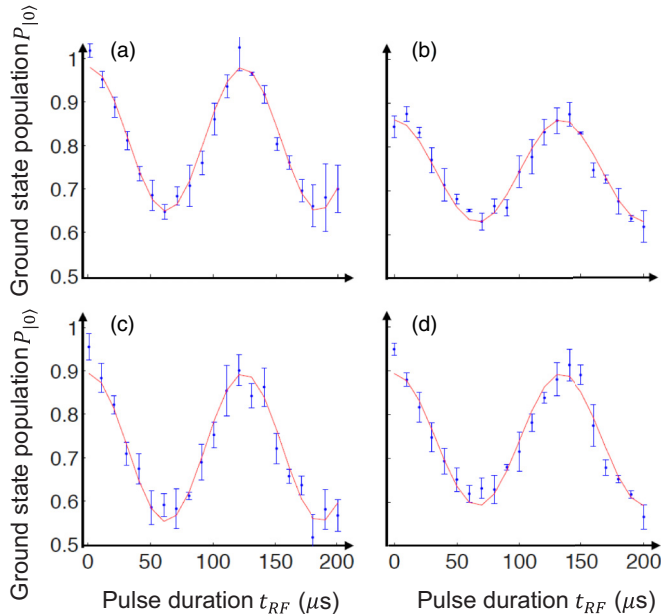 Ground state population P|0⟩
1
0.9
0.8
0.7
0.6
0.5
(a)
(b)
Ground state population P|0⟩
1
0.9
0.8
0.7
0.6
0.5
(c)
(d)
0 50 100 150 200
0 50 100 150 200
Pulse duration t_RF (μs)
Pulse duration t_RF (μs)